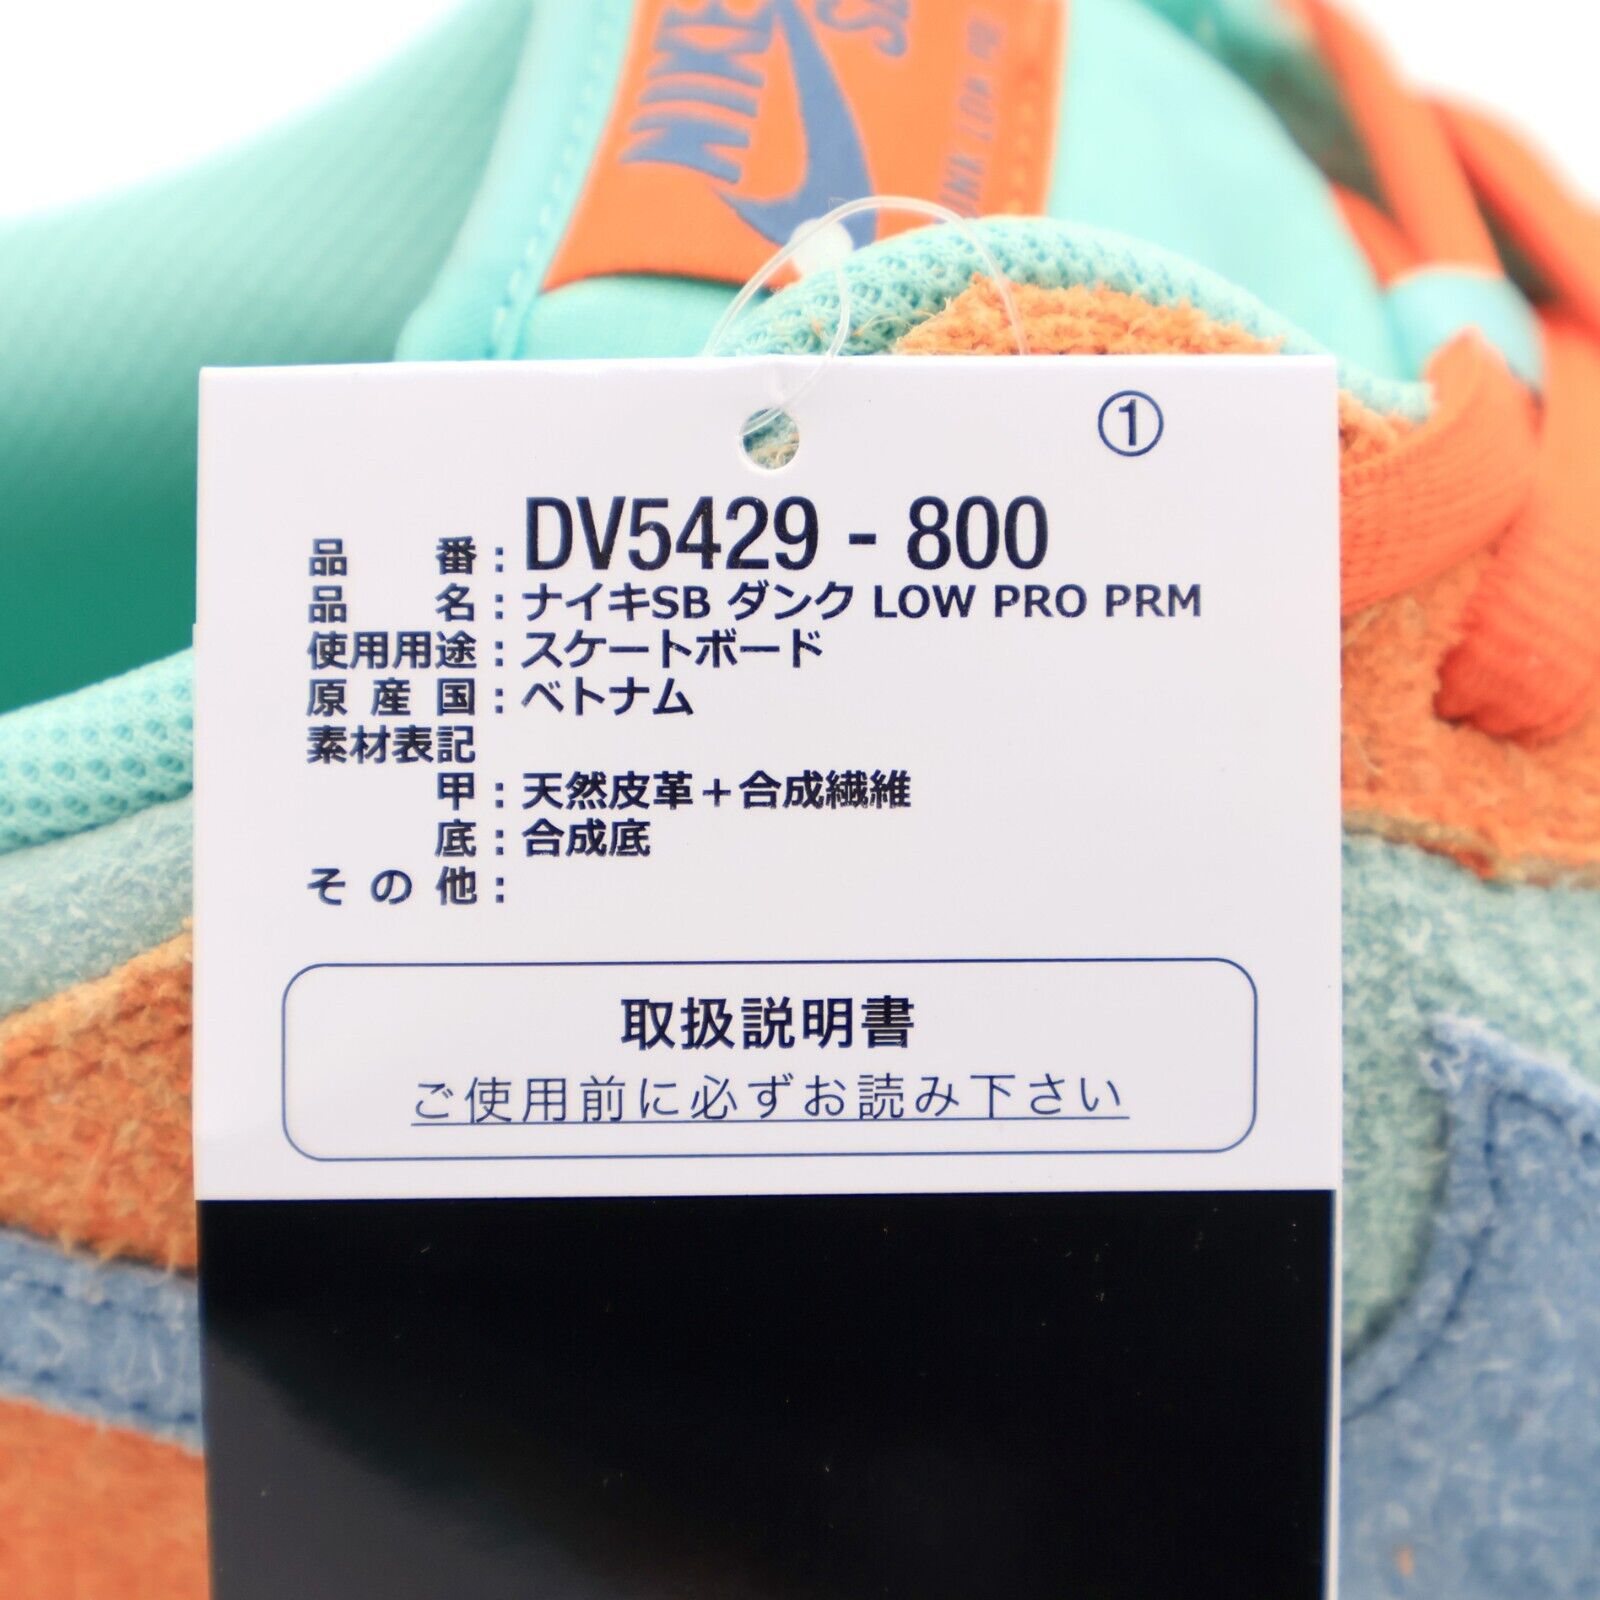 NIKE
SB
①
品 番：DV5429 - 800
品 名：ナイキSB ダンク LOW PRO PRM
使用用途：スケートボード
原 産 国：ベトナム
素材表記
甲：天然皮革＋合成繊維
底：合成底
そ の 他：
取扱説明書
ご使用前に必ずお読み下さい